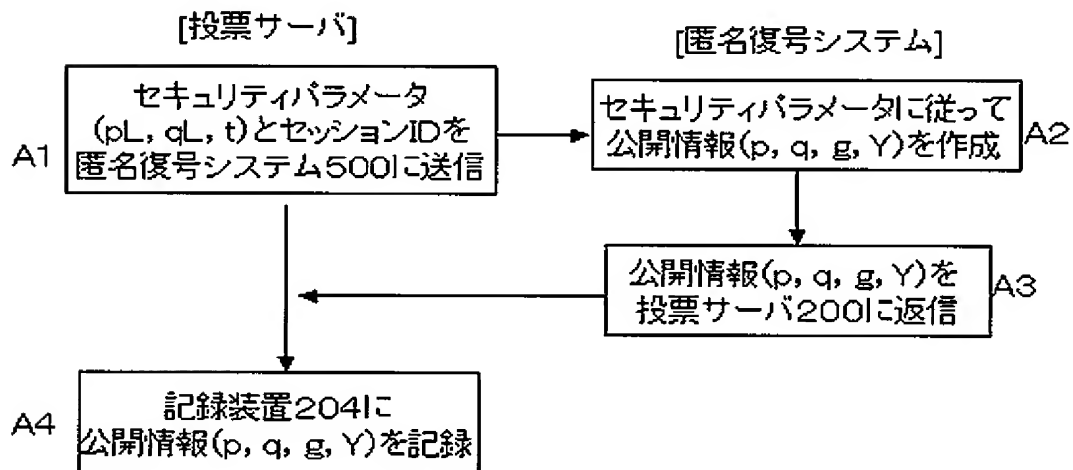 [投票サーバ]
[匿名復号システム]
A1
セキュリティパラメータ
(pL, qL, t)とセッションIDを
匿名復号システム500に送信
セキュリティパラメータに従って
公開情報(p, q, g, Y)を作成
A2
公開情報(p, q, g, Y)を
投票サーバ200に返信
A3
A4
記録装置204に
公開情報(p, q, g, Y)を記録